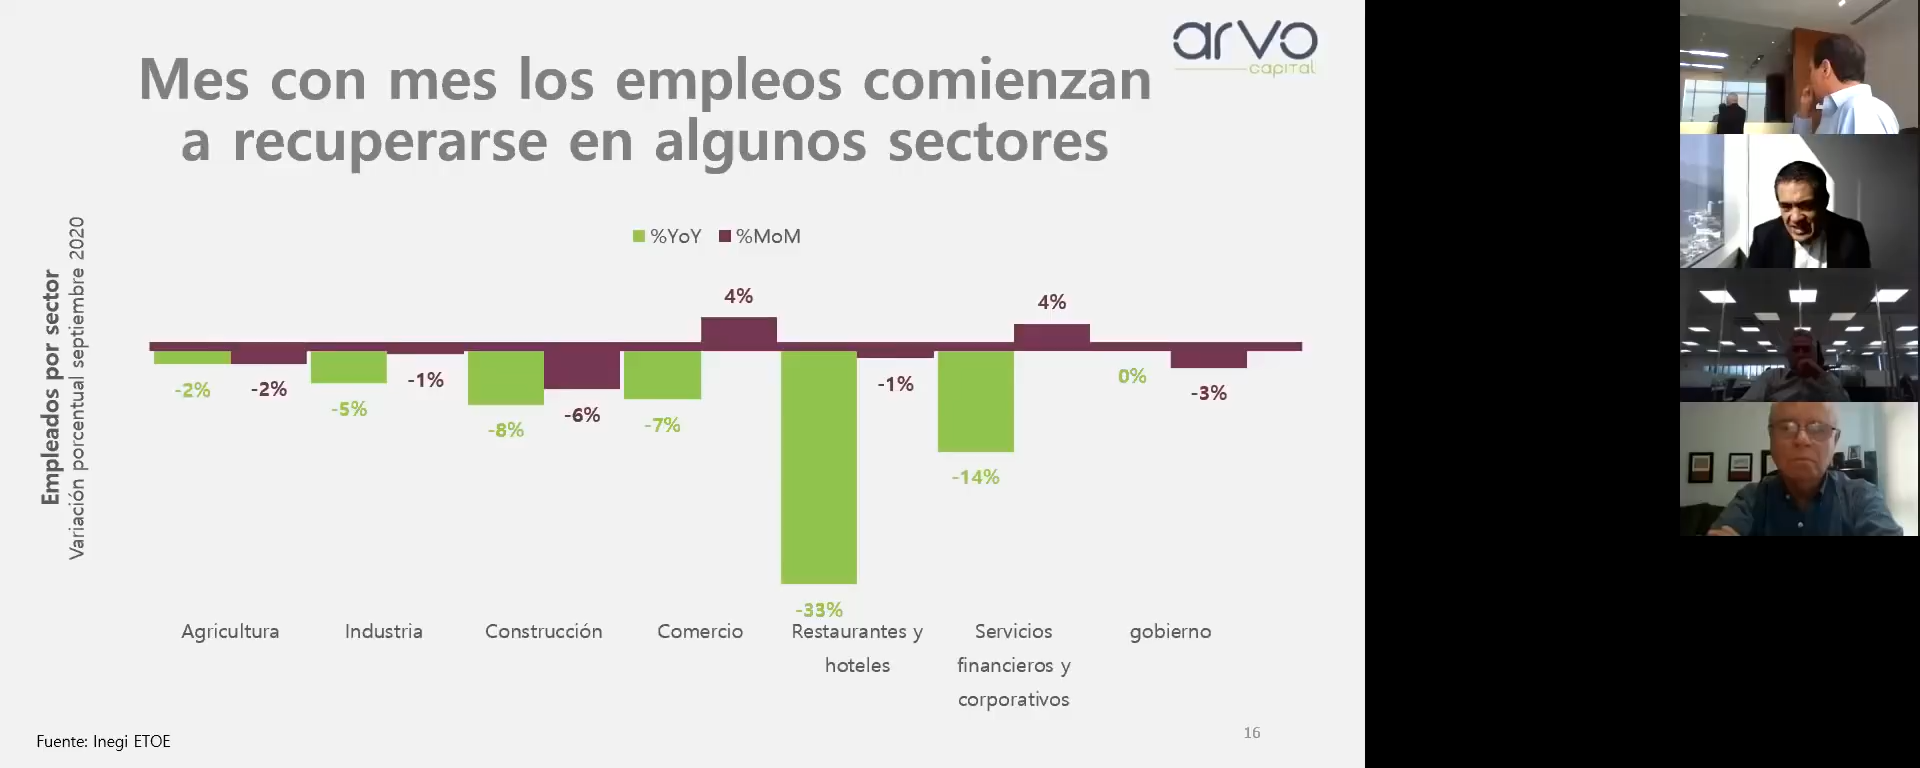 arvo
capital
Mes con mes los empleos comienzan
a recuperarse en algunos sectores
Empleados por sector
Variación porcentual septiembre 2020
%YoY %MoM
4%
4%
-2%
-2%
-5%
-1%
-8%
-6%
-7%
-33%
-1%
-14%
0%
-3%
Agricultura
Industria
Construcción
Comercio
Restaurantes y
hoteles
Servicios
financieros y
corporativos
gobierno
Fuente: Inegi ETOE
16